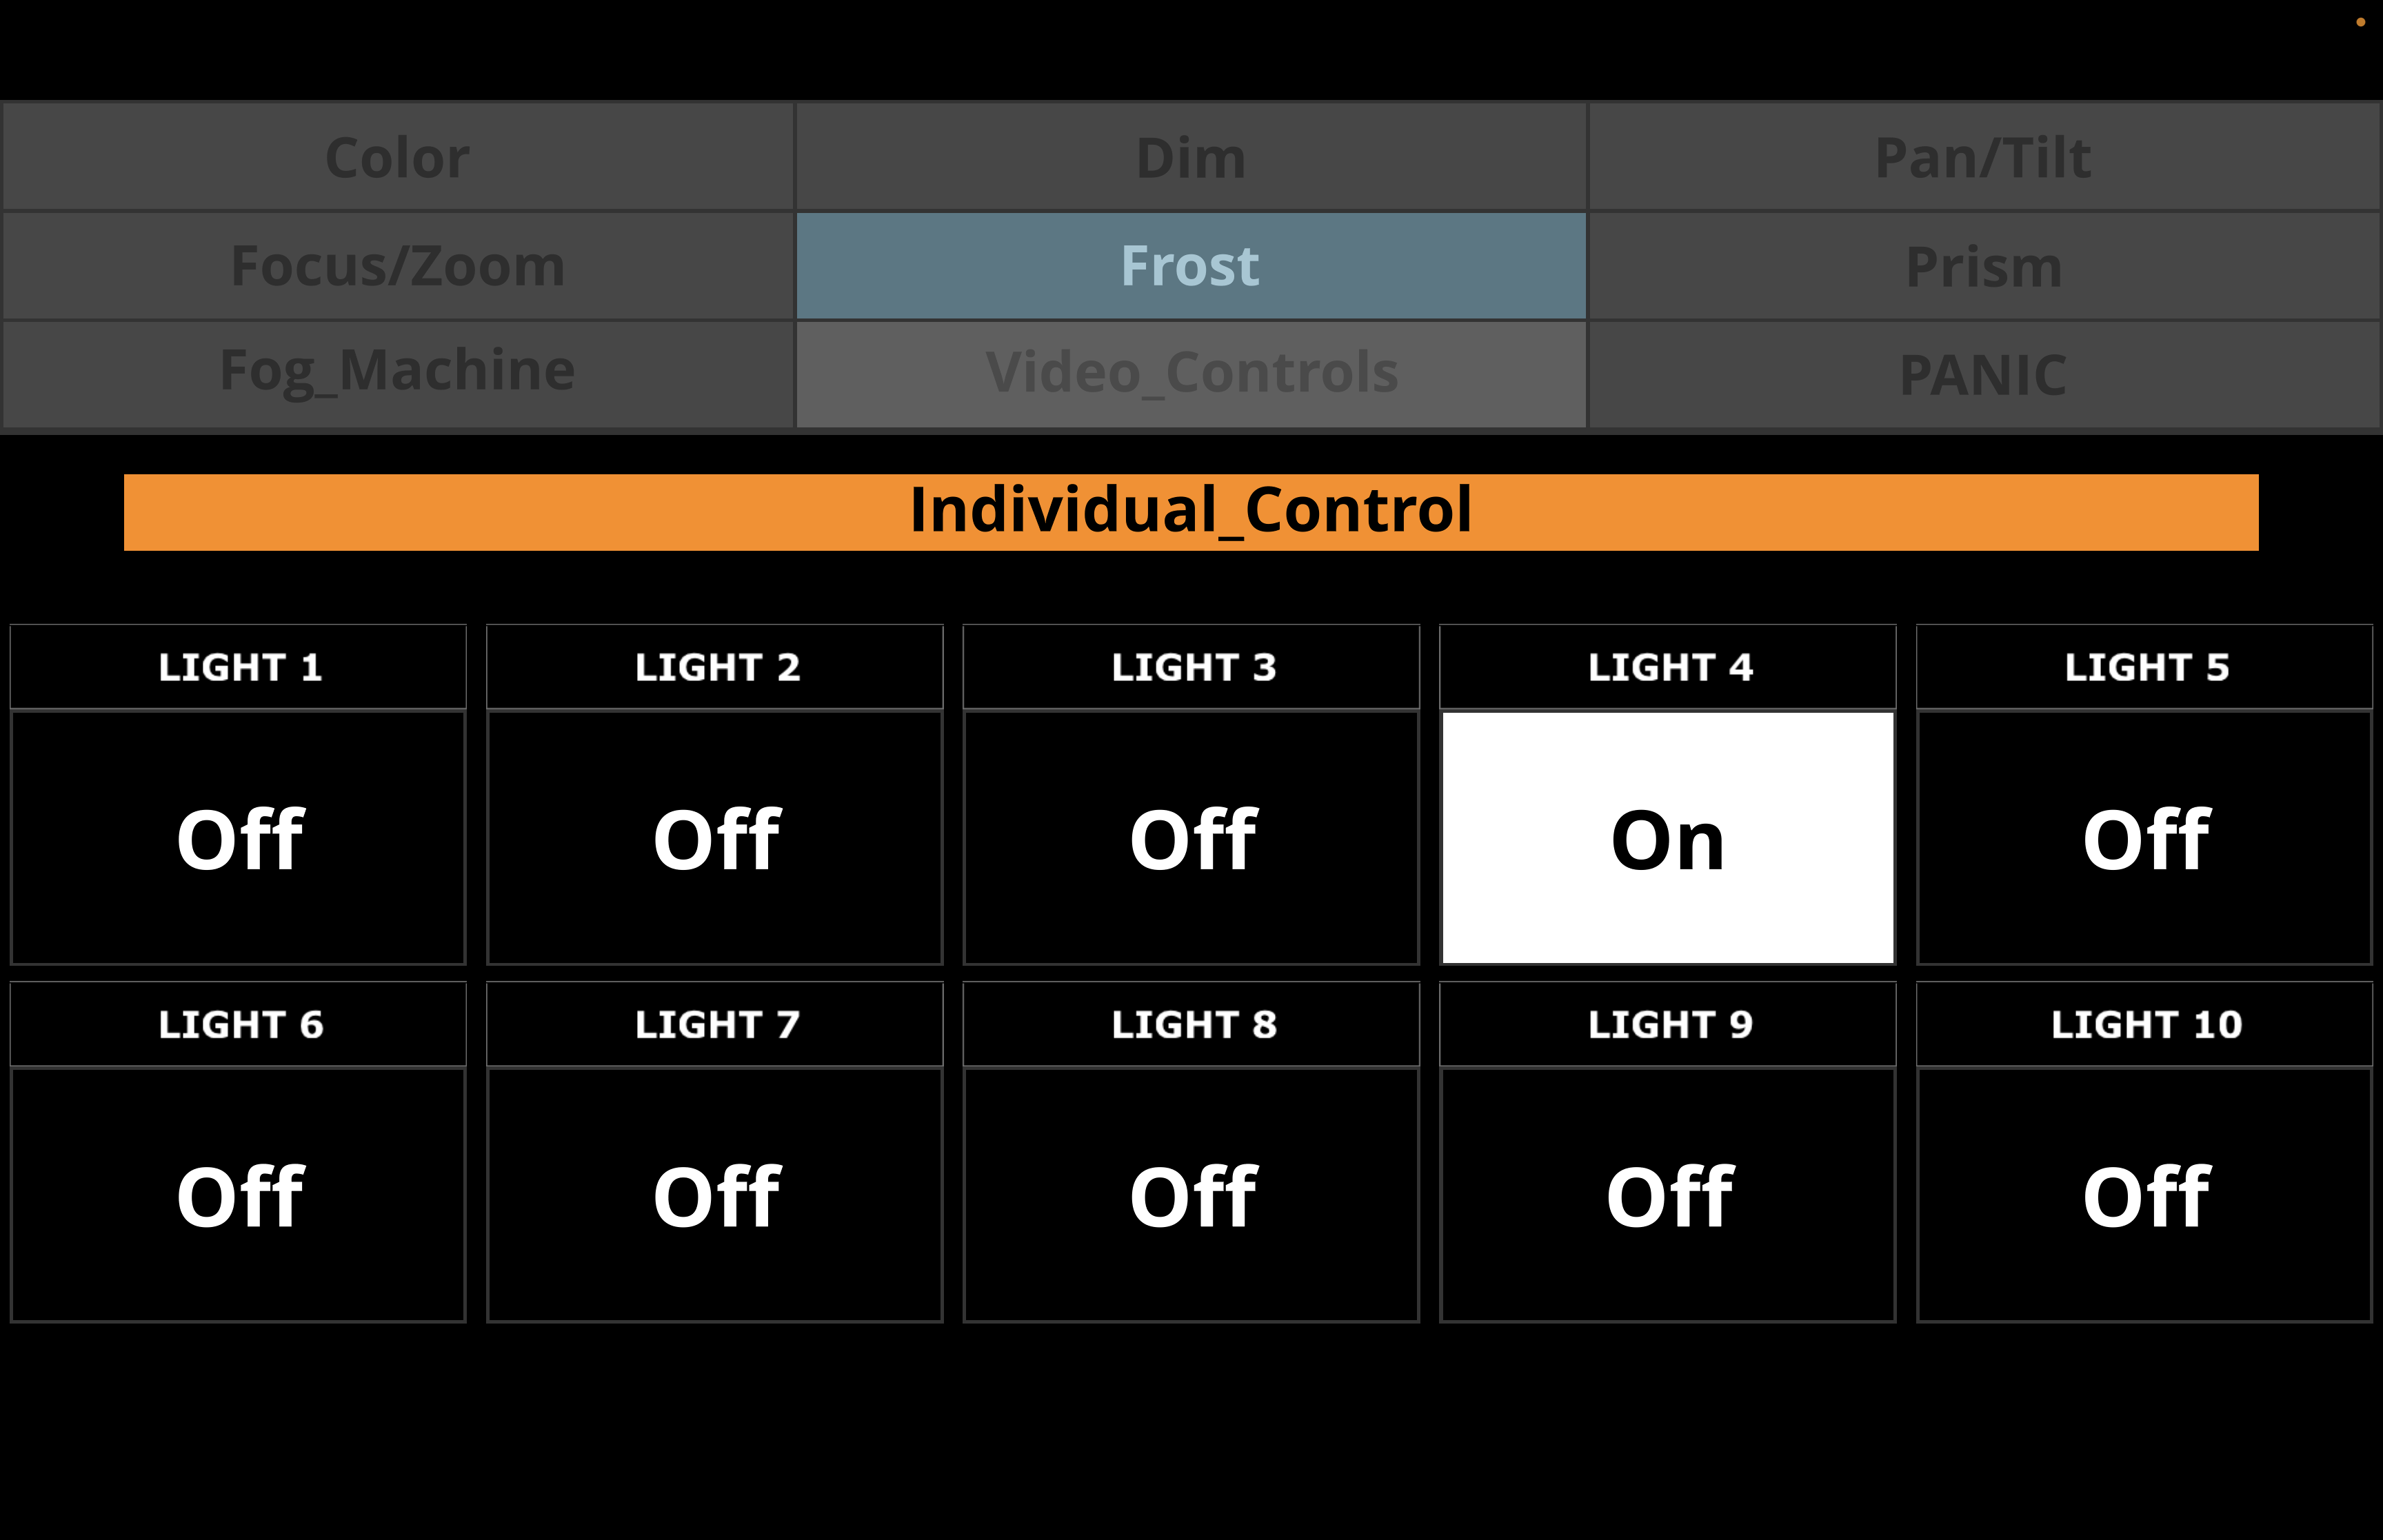 Color Dim Pan/Tilt
Focus/Zoom Frost Prism
Fog_Machine Video_Controls PANIC
Individual_Control
LIGHT 1 LIGHT 2 LIGHT 3 LIGHT 4 LIGHT 5
Off Off Off On Off
LIGHT 6 LIGHT 7 LIGHT 8 LIGHT 9 LIGHT 10
Off Off Off Off Off